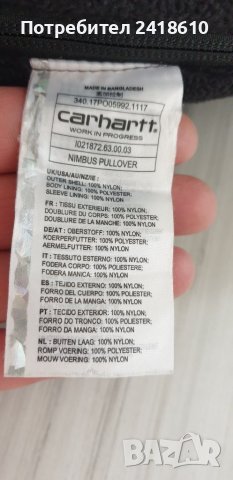 Потребител 2418610
MADE IN BANGLADESH
340.17PO05992.1117
carhartt.
WORK IN PROGRESS
I021872.63.00.03
NIMBUS PULLOVER
UK/USA/AU/NZ/IE :
OUTER SHELL: 100% NYLON;
BODY LINING: 100% POLYESTER;
SLEEVE LINING: 100% NYLON
FR : TISSU EXTERIEUR: 100% NYLON;
DOUBLURE DU CORPS: 100% POLYESTER;
DOUBLURE DE LA MANCHE: 100% NYLON
DE/AT : OBERSTOFF: 100% NYLON;
KOERPERFUTTER: 100% POLYESTER;
AERMELFUTTER: 100% NYLON
IT : TESSUTO ESTERNO: 100% NYLON;
FODERA CORPO: 100% POLIESTERE;
FODERA MANICA: 100% NYLON
ES : TEJIDO EXTERIOR: 100% NYLON;
FORRO DEL CUERPO: 100% POLIESTER;
FORRO DE LA MANGA: 100% NYLON
PT : TECIDO EXTERIOR: 100% NYLON;
FORRO DO TRONCO: 100% POLIESTER;
FORRO DA MANGA: 100% NYLON
NL : BUITEN LAAG: 100% NYLON;
ROMP VOERING: 100% POLYESTER;
MOUW VOERING: 100% NYLON
BAZAR.bg